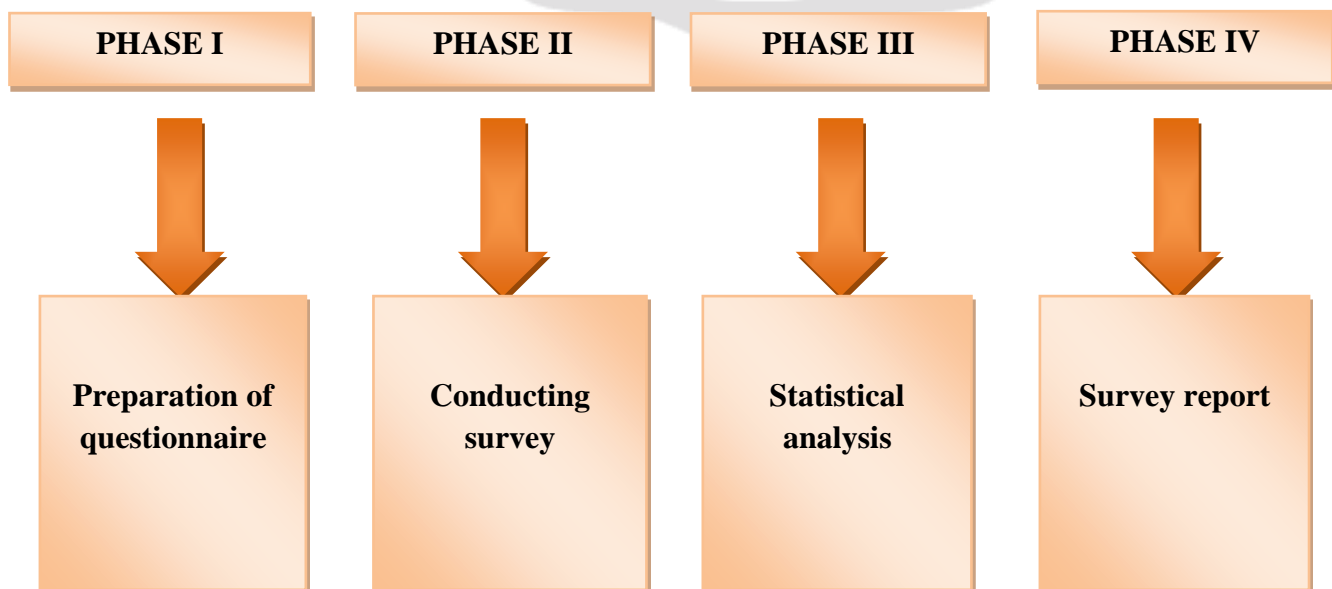 PHASE I
PHASE II
PHASE III
PHASE IV
Preparation of
questionnaire
Conducting
survey
Statistical
analysis
Survey report